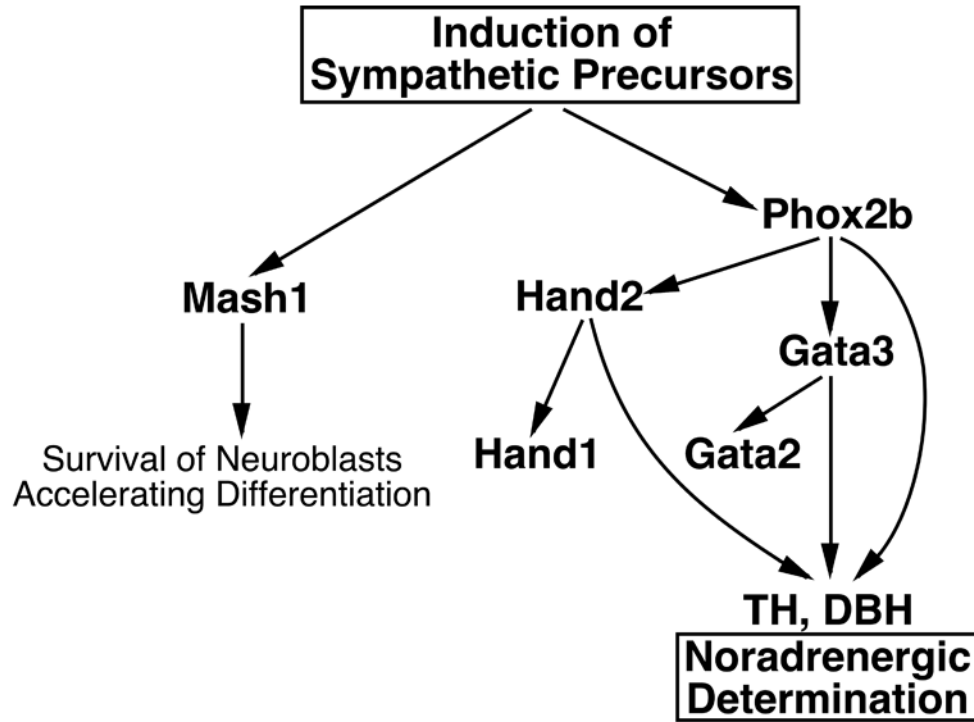 Induction of
Sympathetic Precursors
Phox2b
Mash1
Hand2
Gata3
Survival of Neuroblasts
Accelerating Differentiation
Hand1
Gata2
TH, DBH
Noradrenergic
Determination